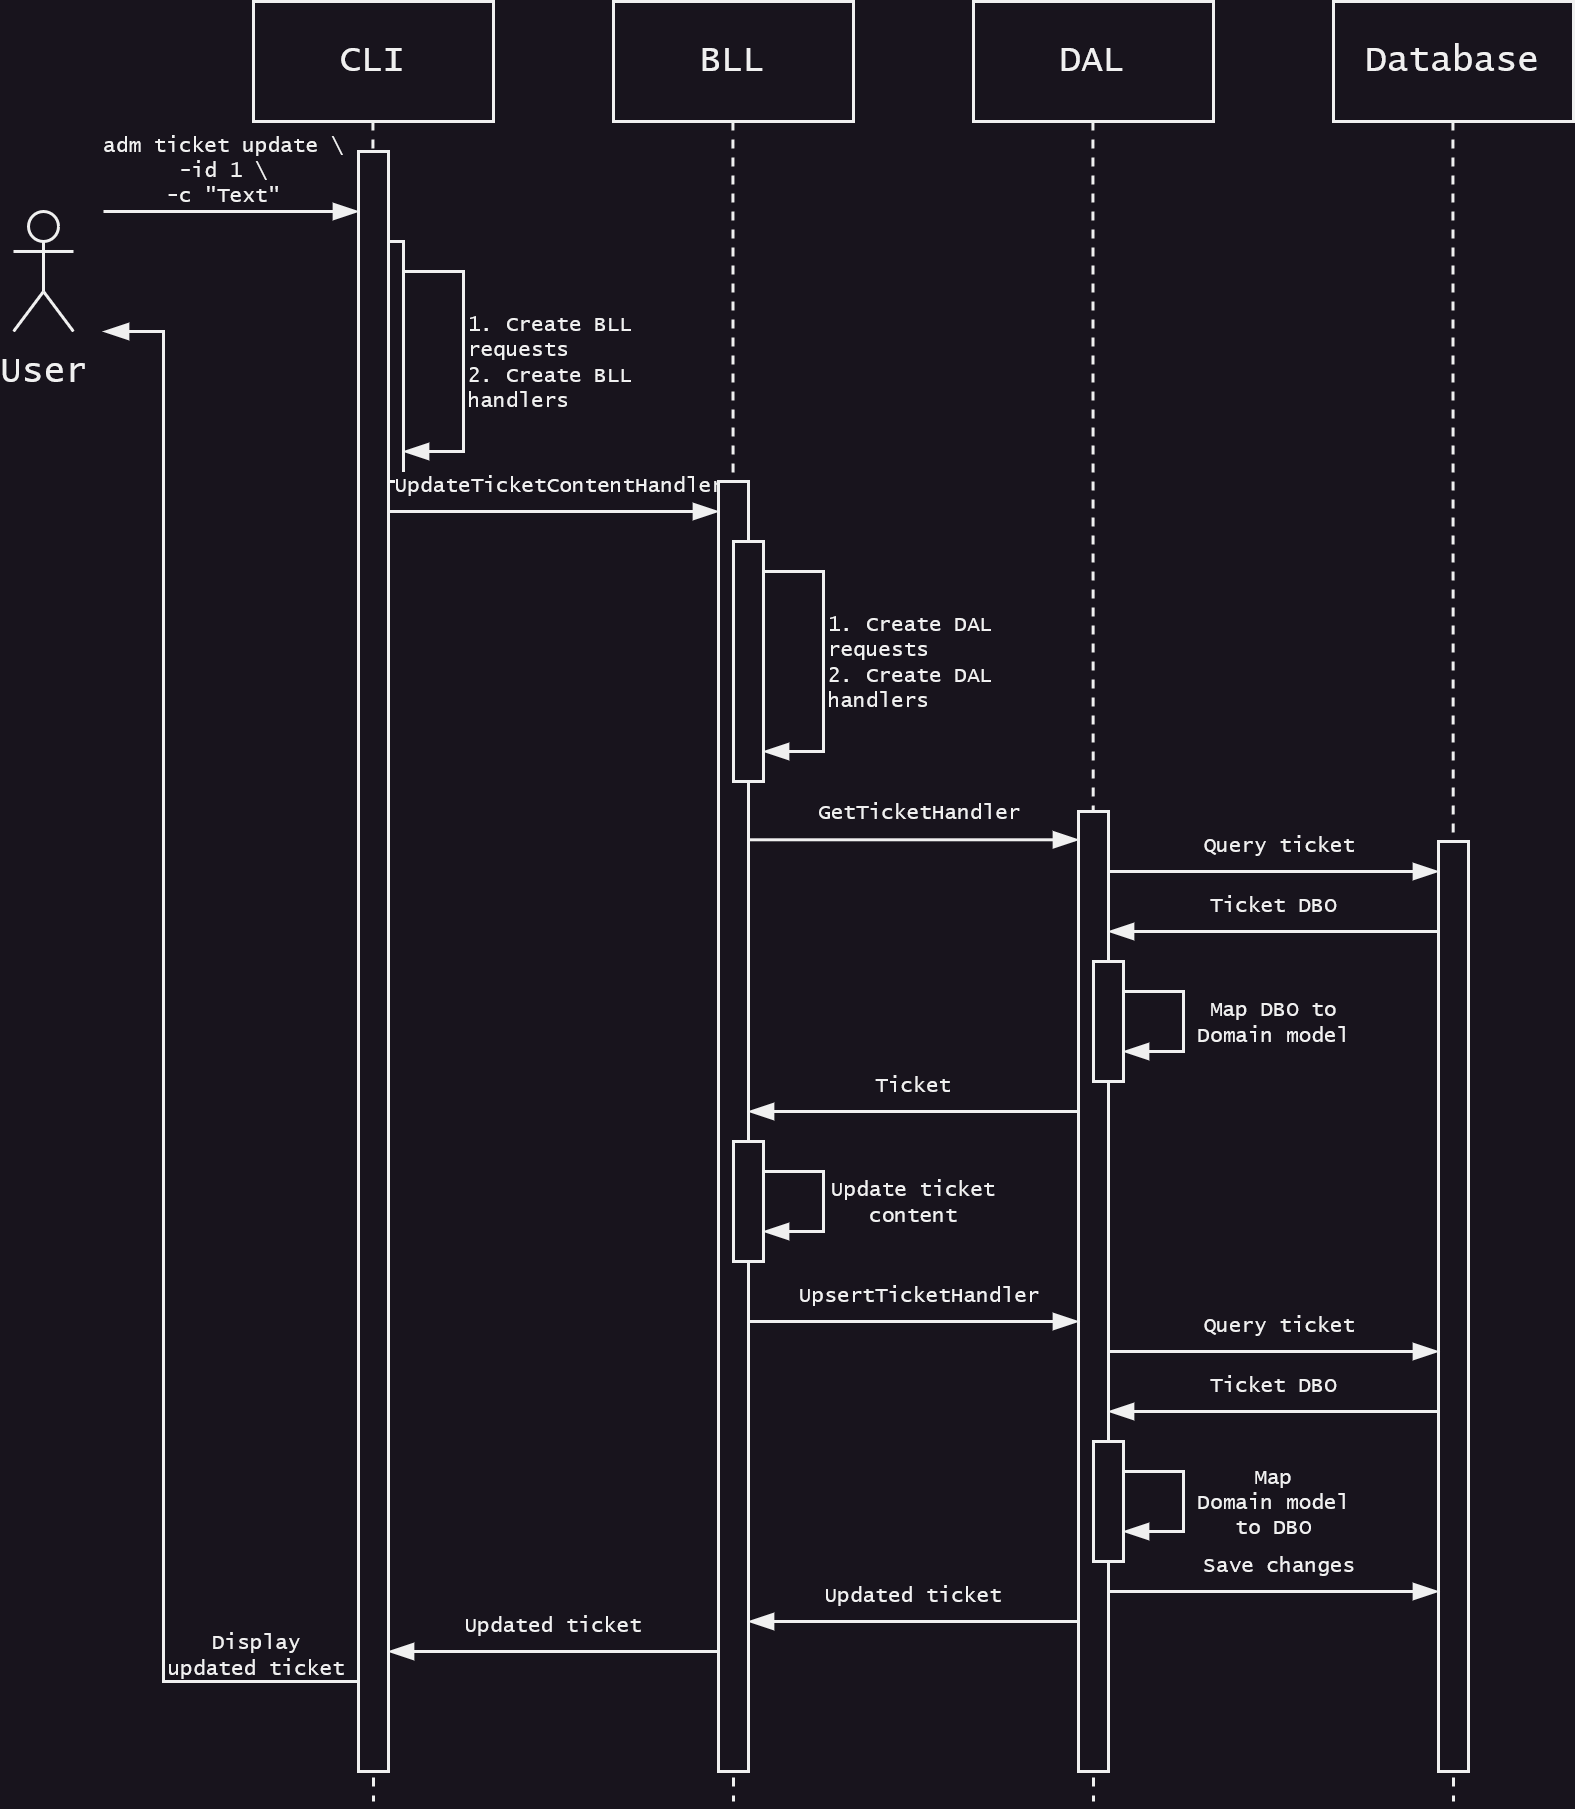 CLI
BLL
DAL
Database
adm ticket update \
-id 1 \
-c "Text"
User
1. Create BLL
requests
2. Create BLL
handlers
UpdateTicketContentHandler
1. Create DAL
requests
2. Create DAL
handlers
GetTicketHandler
Query ticket
Ticket DBO
Map DBO to
Domain model
Ticket
Update ticket
content
UpsertTicketHandler
Query ticket
Ticket DBO
Map
Domain model
to DBO
Save changes
Updated ticket
Updated ticket
Display
updated ticket